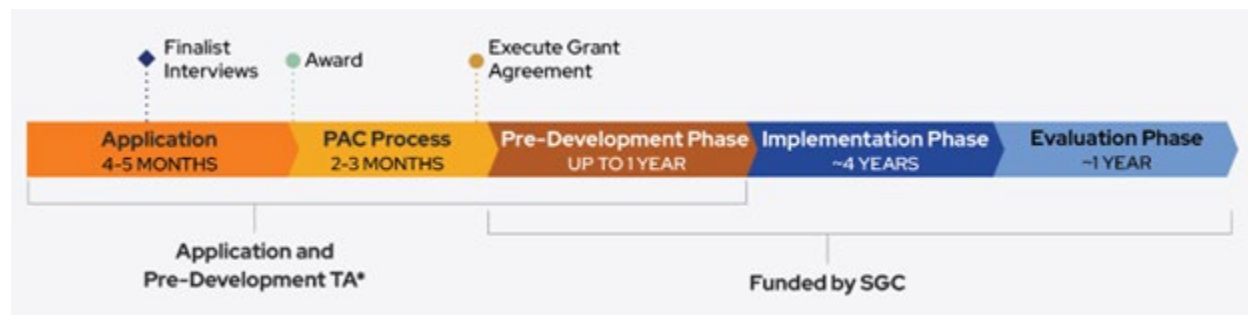 Finalist
Interviews
Award
Execute Grant
Agreement
Application
4-5 MONTHS
PAC Process
2-3 MONTHS
Pre-Development Phase
UP TO 1 YEAR
Implementation Phase
~4 YEARS
Evaluation Phase
~1 YEAR
Application and
Pre-Development TA*
Funded by SGC